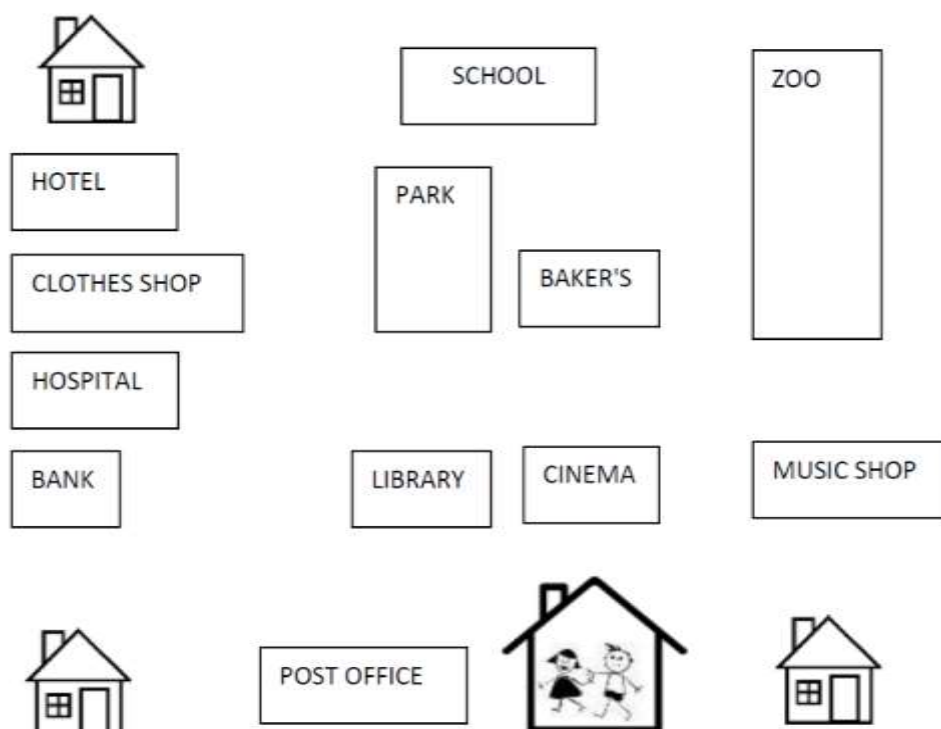 SCHOOL
ZOO
HOTEL
PARK
CLOTHES SHOP
BAKER'S
HOSPITAL
BANK
LIBRARY
CINEMA
MUSIC SHOP
POST OFFICE